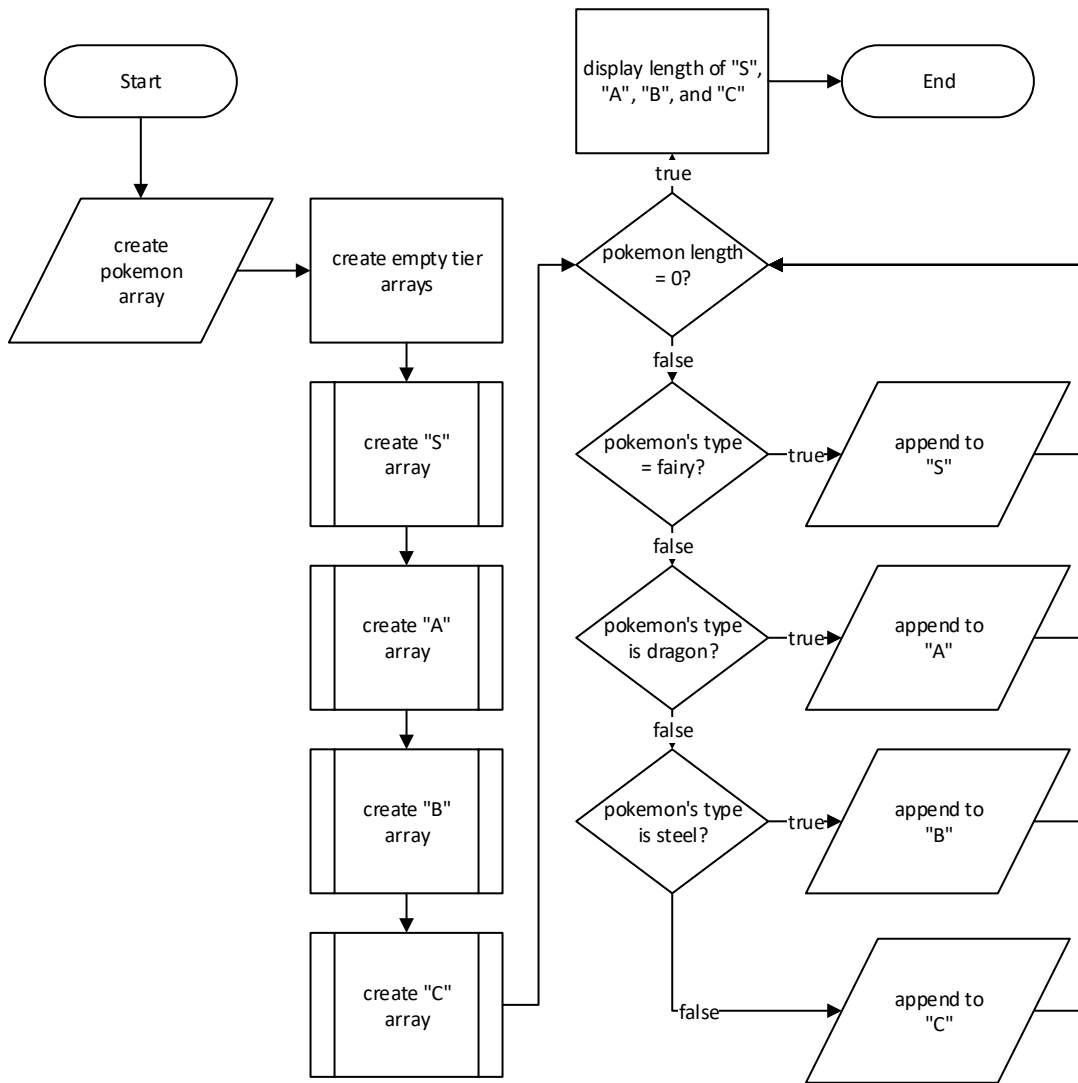 Start
create
pokemon
array
create empty tier
arrays
create "S"
array
create "A"
array
create "B"
array
create "C"
array
pokemon length
= 0?
true
display length of "S",
"A", "B", and "C"
End
false
pokemon's type
= fairy?
true
append to
"S"
false
pokemon's type
is dragon?
true
append to
"A"
false
pokemon's type
is steel?
true
append to
"B"
false
append to
"C"